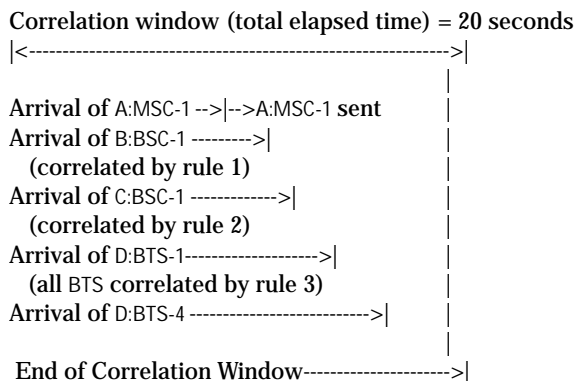 Correlation window (total elapsed time) = 20 seconds
|<--------------------------------------------------------------->|
|
Arrival of A:MSC-1 -->|-->A:MSC-1 sent |
Arrival of B:BSC-1 --------->| |
(correlated by rule 1) |
Arrival of C:BSC-1 ------------->| |
(correlated by rule 2) |
Arrival of D:BTS-1-------------------->| |
(all BTS correlated by rule 3) |
Arrival of D:BTS-4 --------------------------->| |
|
End of Correlation Window---------------------->|